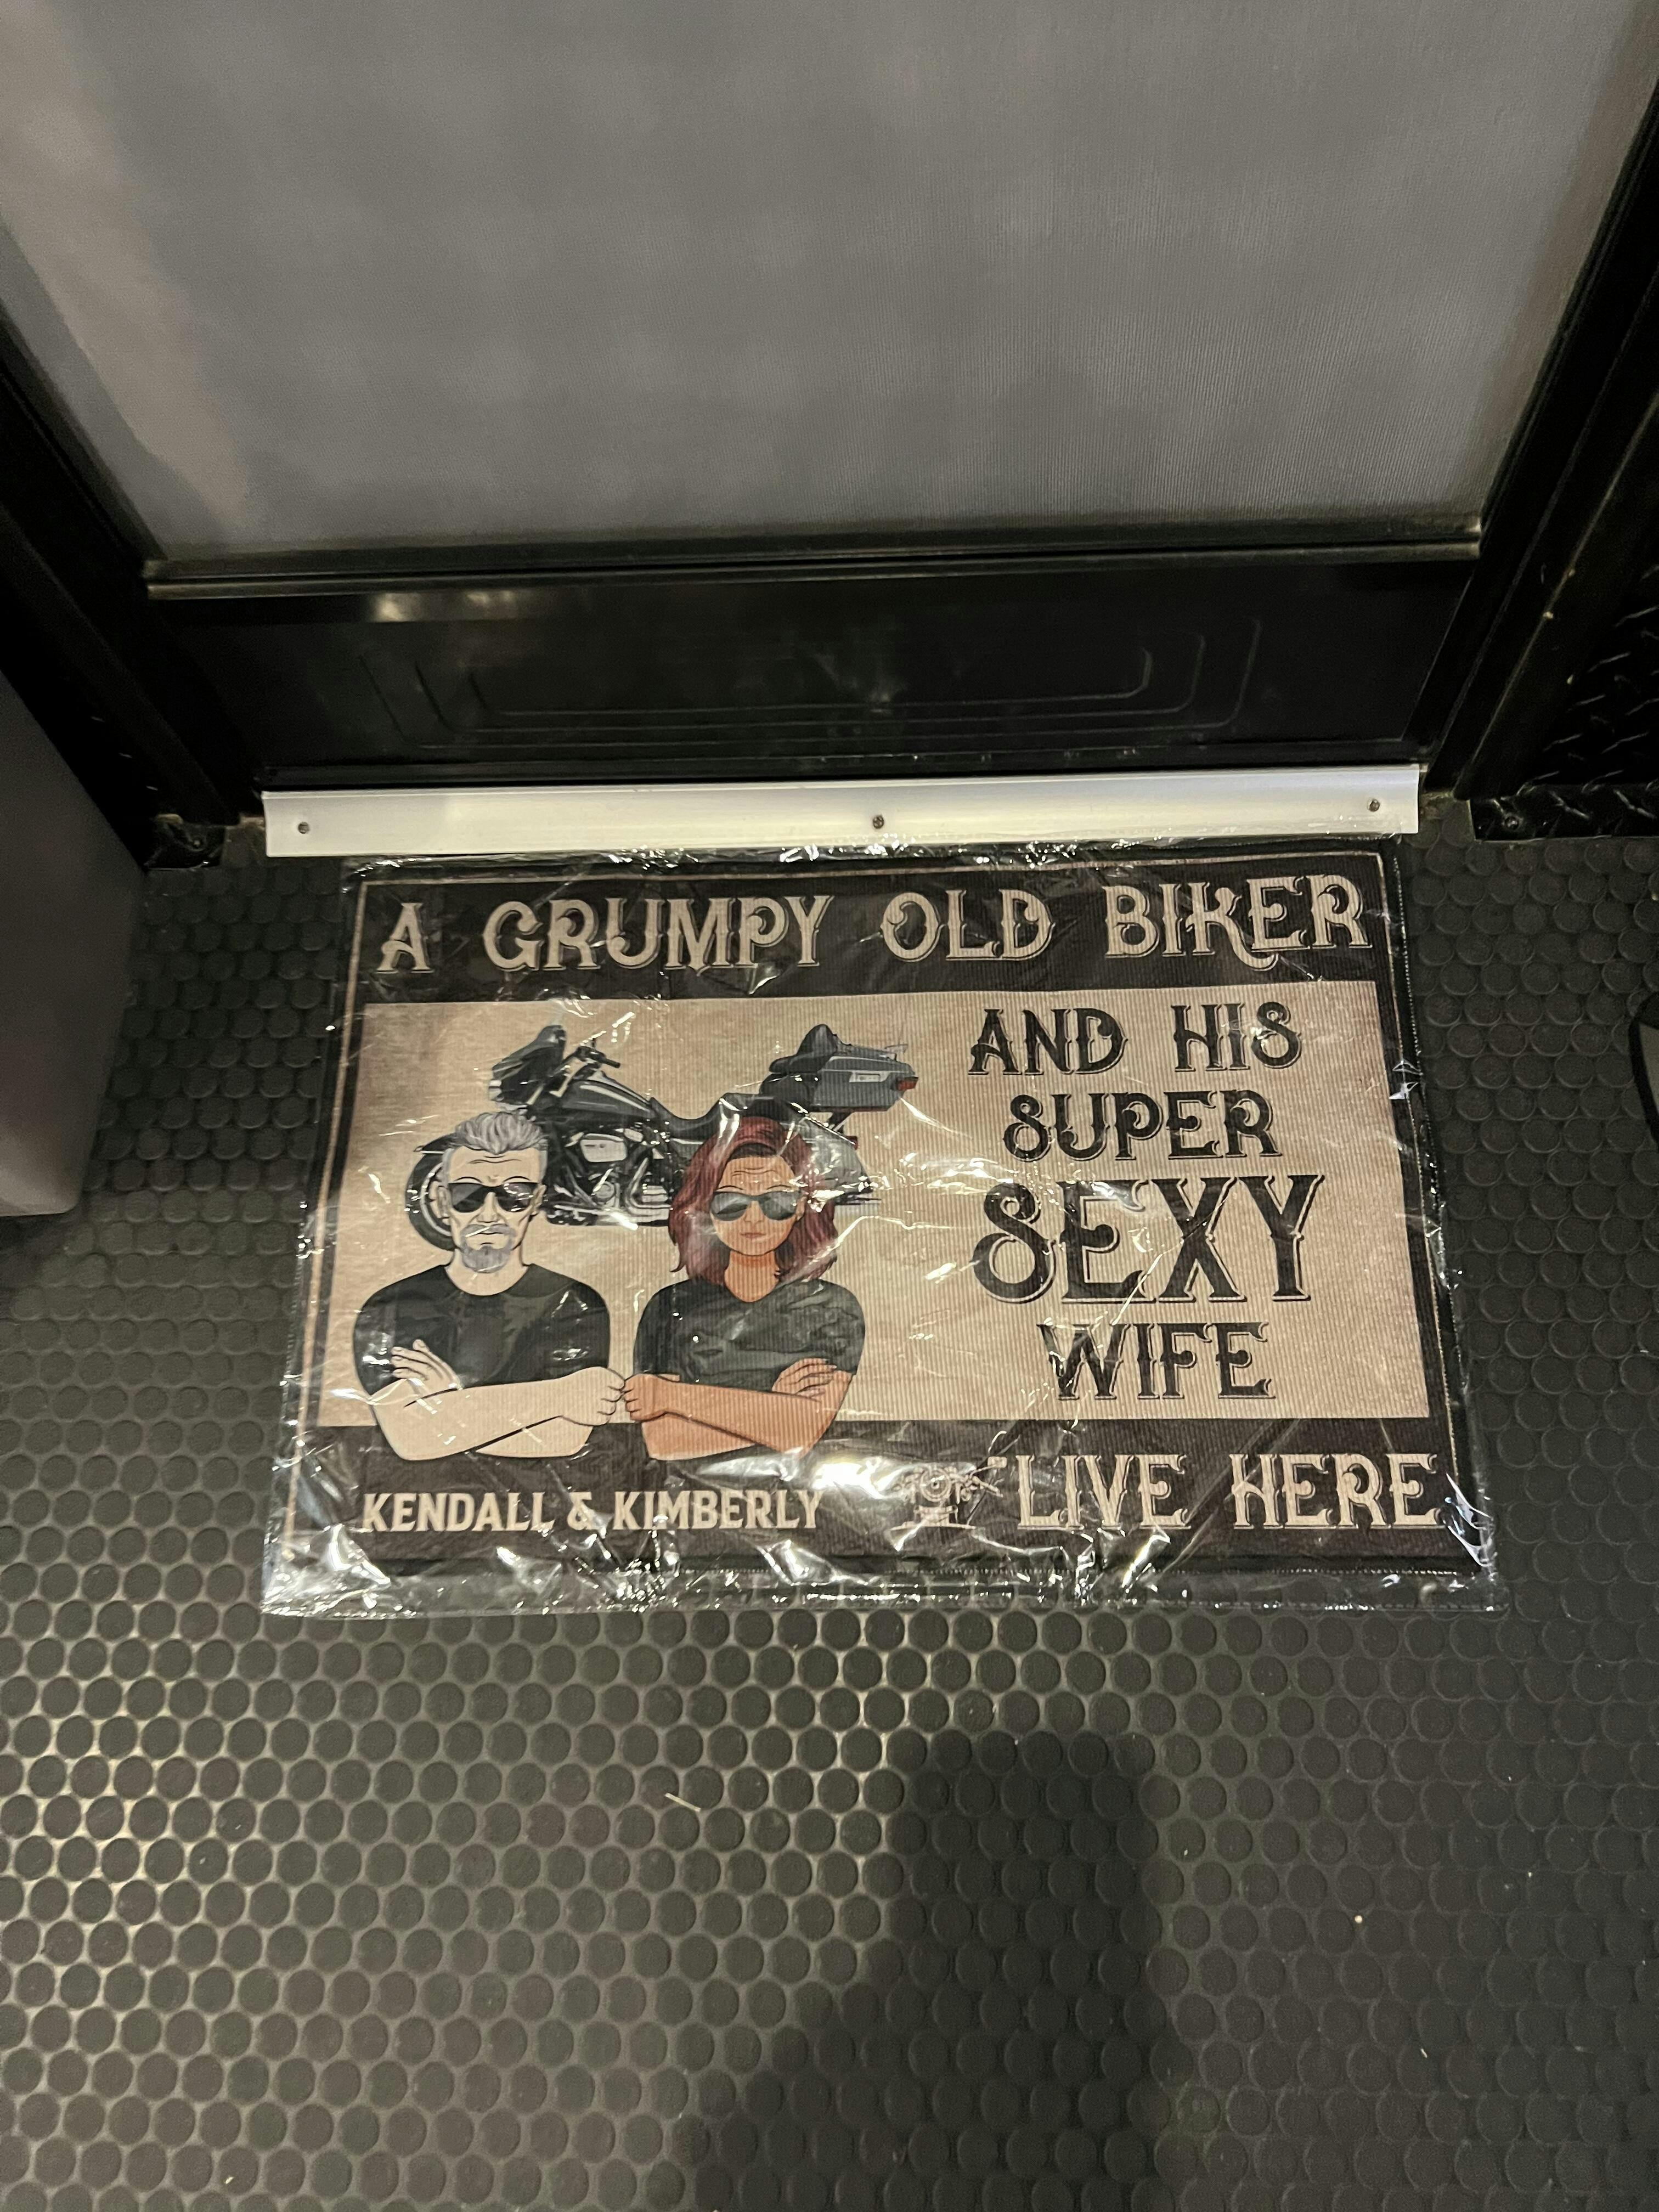 A GRUMPY OLD BIKER
AND HIS
SUPER
SEXY
WIFE
KENDALL & KIMBERLY
LIVE HERE